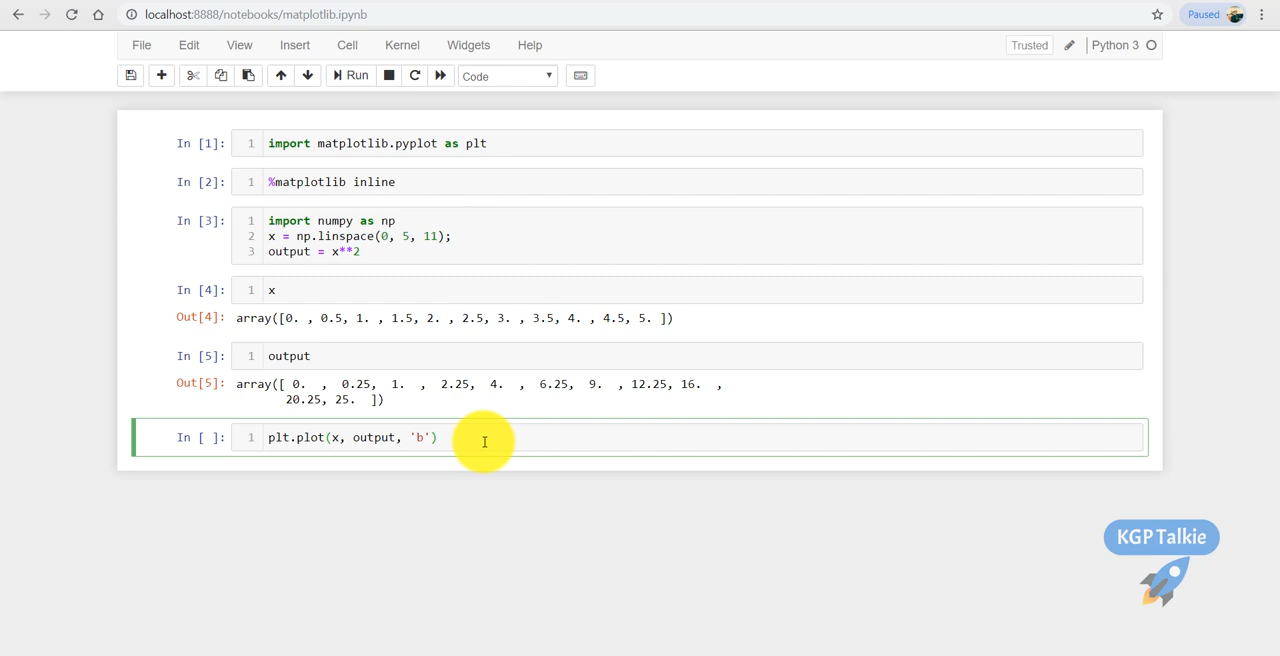 localhost:8888/notebooks/matplotlib.ipynb
Paused
File Edit View Insert Cell Kernel Widgets Help
Trusted
Python 3
Run
Code
In [1]: 1 import matplotlib.pyplot as plt
In [2]: 1 %matplotlib inline
In [3]: 1 import numpy as np
2 x = np.linspace(0, 5, 11);
3 output = x**2
In [4]: 1 x
Out[4]: array([0. , 0.5, 1. , 1.5, 2. , 2.5, 3. , 3.5, 4. , 4.5, 5. ])
In [5]: 1 output
Out[5]: array([ 0.  ,  0.25,  1.  ,  2.25,  4.  ,  6.25,  9.  , 12.25, 16.  ,
20.25, 25.  ])
In [ ]: 1 plt.plot(x, output, 'b')
KGP Talkie